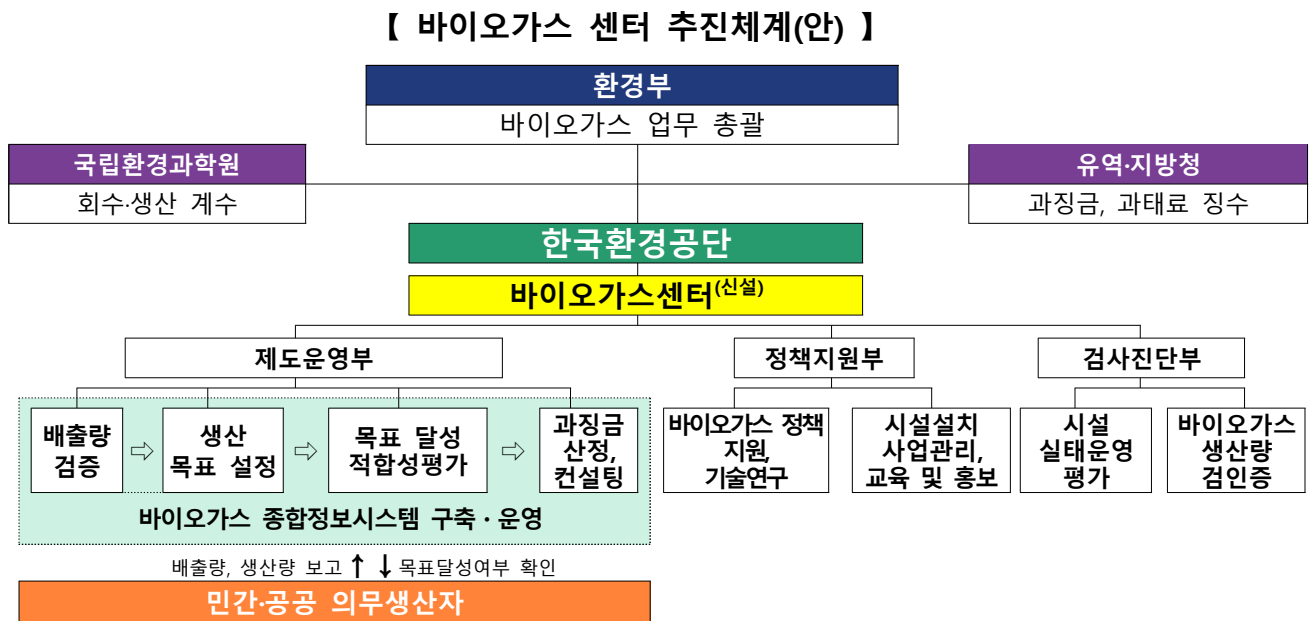 【 바이오가스 센터 추진체계(안) 】
환경부
바이오가스 업무 총괄
국립환경과학원
회수·생산 계수
유역·지방청
과징금, 과태료 징수
한국환경공단
바이오가스센터(신설)
제도운영부
정책지원부
검사진단부
배출량
검증
⇨
생산
목표 설정
⇨
목표 달성
적합성평가
⇨
과징금
산정,
컨설팅
바이오가스 정책
지원,
기술연구
시설설치
사업관리,
교육 및 홍보
시설
실태운영
평가
바이오가스
생산량
검인증
바이오가스 종합정보시스템 구축·운영
배출량, 생산량 보고 ↑ ↓ 목표달성여부 확인
민간·공공 의무생산자